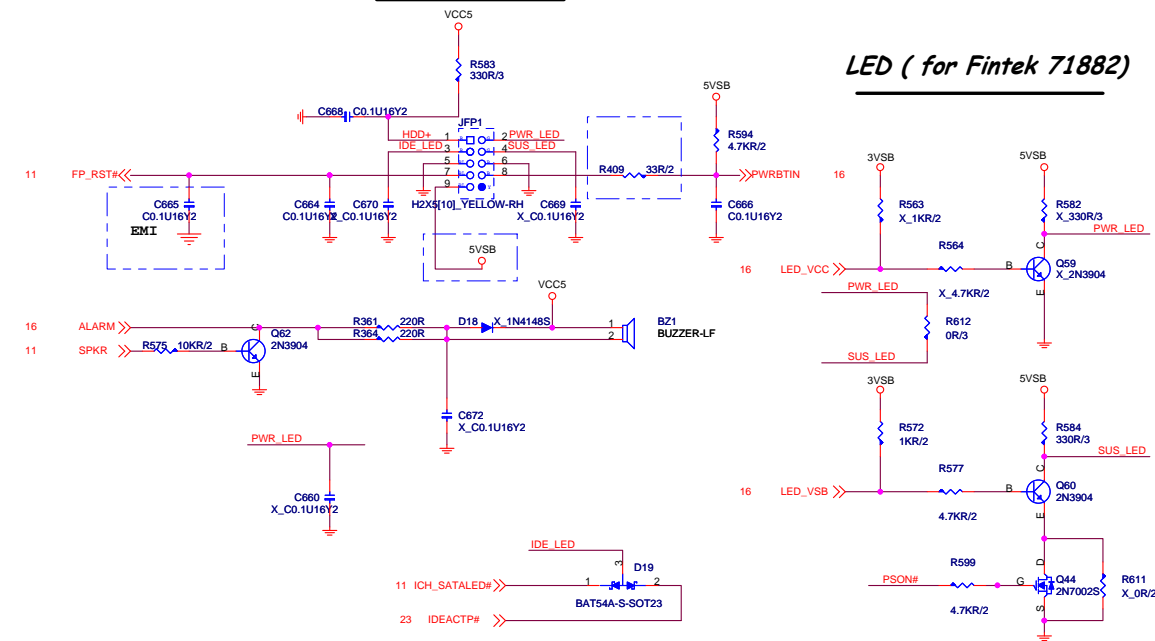 VCC5
R583
330R/3
LED ( for Fintek 71882)
5VSB
C668 C0.1U16Y2
JFP1
R594
4.7KR/2
HDD+ 1 2 PWR_LED
IDE_LED 3 4 SUS_LED
5 6
11 FP_RST# 7 8 R409 33R/2 PWRBTIN 16
9
C665
C0.1U16Y2
EMI
C664
C0.1U16Y2
C670
X_C0.1U16Y2
H2X5[10]_YELLOW-RH
C669
X_C0.1U16Y2
C666
C0.1U16Y2
5VSB
3VSB
5VSB
R563
X_1KR/2
R582
X_330R/3
PWR_LED
R564
C
16 LED_VCC B Q59
X_2N3904
X_4.7KR/2
E
PWR_LED
R612
0R/3
SUS_LED
VCC5
16 ALARM C R361 220R D18 X_1N4148S 1 BZ1
BUZZER-LF
Q62
2N3904
R364 220R 2
11 SPKR R575 10KR/2 B
E
C672
X_C0.1U16Y2
PWR_LED
C660
X_C0.1U16Y2
3VSB
5VSB
R572
1KR/2
R584
330R/3
SUS_LED
R577
C
16 LED_VSB B Q60
2N3904
4.7KR/2
E
IDE_LED
3 D19
11 ICH_SATALED# 1 2
BAT54A-S-SOT23
23 IDEACTP#
R599
D
PSON# G Q44
2N7002S
R611
X_0R/2
4.7KR/2
S